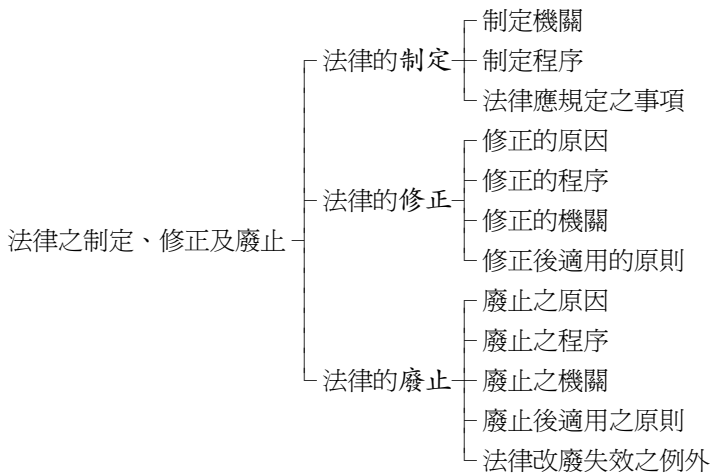 法律之制定、修正及廢止
法律的制定
制定機關
制定程序
法律應規定之事項
法律的修正
修正的原因
修正的程序
修正的機關
修正後適用的原則
法律的廢止
廢止之原因
廢止之程序
廢止之機關
廢止後適用之原則
法律改廢失效之例外